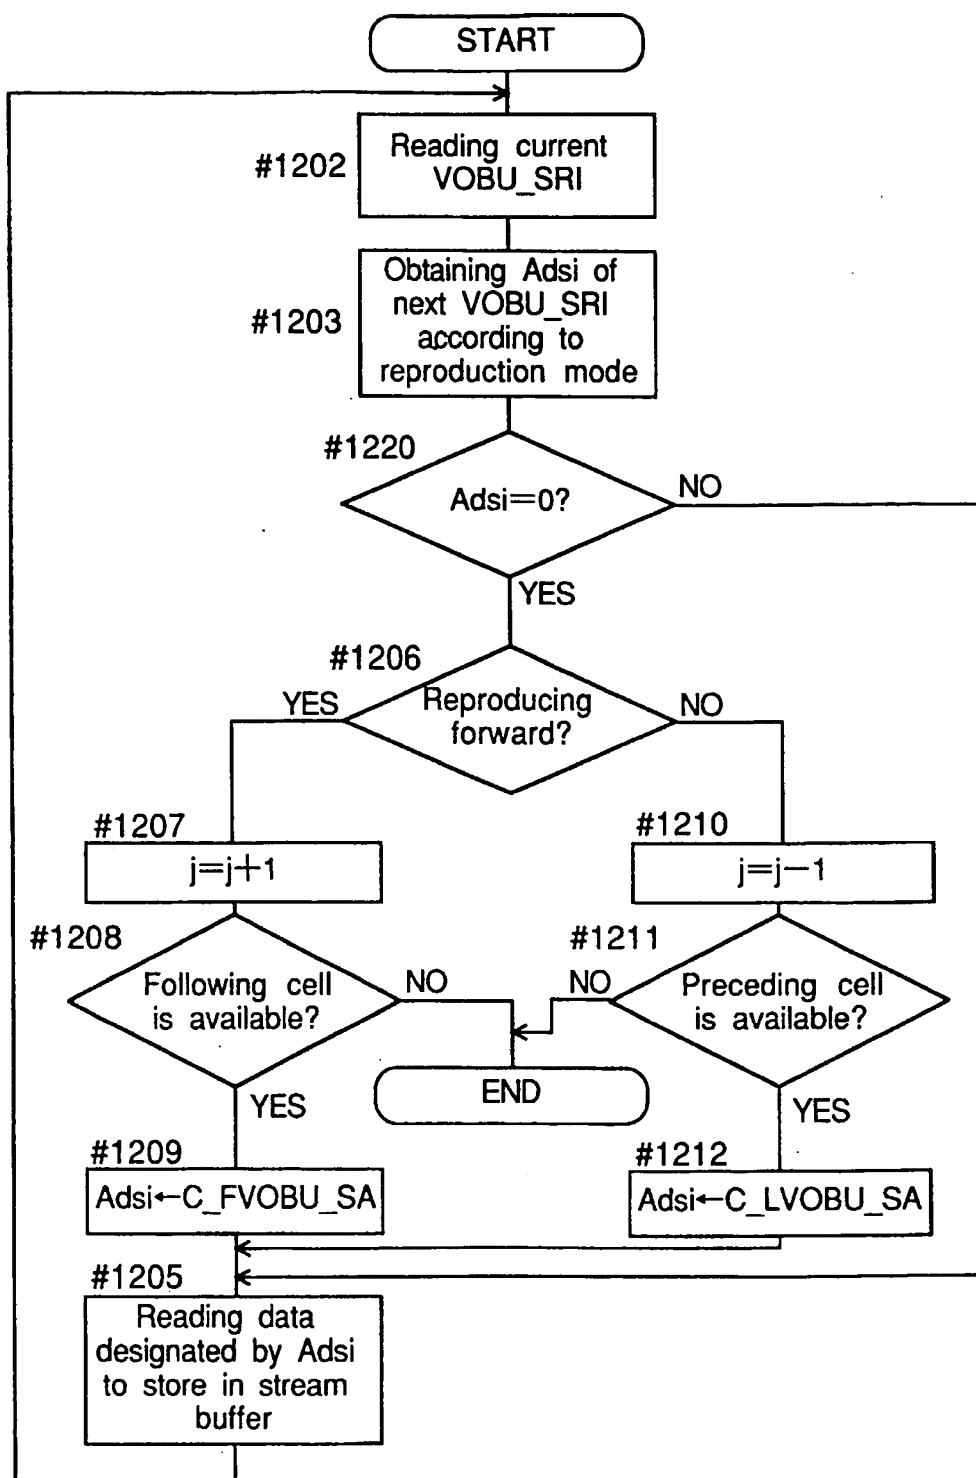 START
#1202
Reading current
VOBU_SRI
#1203
Obtaining Adsi of
next VOBU_SRI
according to
reproduction mode
#1220
Adsi=0?
NO
YES
#1206
Reproducing
forward?
YES
NO
#1207
j=j+1
#1210
j=j−1
#1208
Following cell
is available?
NO
#1211
Preceding cell
is available?
NO
END
YES
YES
#1209
Adsi←C_FVOBU_SA
#1212
Adsi←C_LVOBU_SA
#1205
Reading data
designated by Adsi
to store in stream
buffer